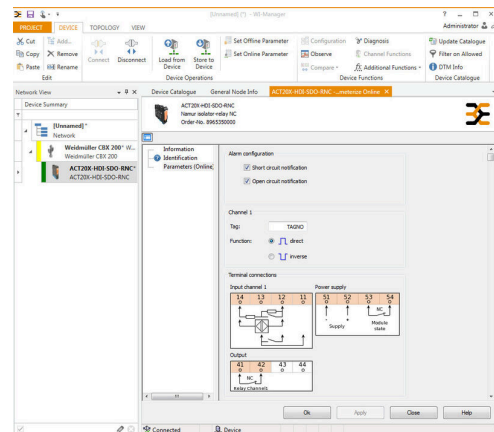 [Unnamed] (*) - WI-Manager
PROJECT DEVICE TOPOLOGY VIEW Administrator
Cut Add...
Copy Remove
Paste Rename
Edit
Connect Disconnect
Load from Device Store to Device
Device Operations
Set Offline Parameter
Set Online Parameter
Configuration Diagnosis
Observe Channel Functions
Compare Additional Functions
Device Functions
Update Catalogue
Filter on Allowed
DTM Info
Device Catalogue
Network View
Device Summary
[Unnamed]*
Network
Weidmüller CBX 200* W...
Weidmüller CBX 200
ACT20X-HDI-SDO-RNC*
ACT20X-HDI-SDO-RNC
Device Catalogue General Node Info ACT20X-HDI-SDO-RNC -...meterize Online
ACT20X-HDI-SDO-RNC
Namur isolator-relay NC
Order-No. 8965350000
Information
Identification
Parameters (Online)
Alarm configuration
Short circuit notification
Open circuit notification
Channel 1
Tag: TAGNO
Function: direct
inverse
Terminal connections
Input channel 1 Power supply
14 13 12 11 51 52 53 54
NC
- +
Supply Module state
Output
41 42 43 44
NC
Relay Channel1
Ok Apply Close Help
Connected Device